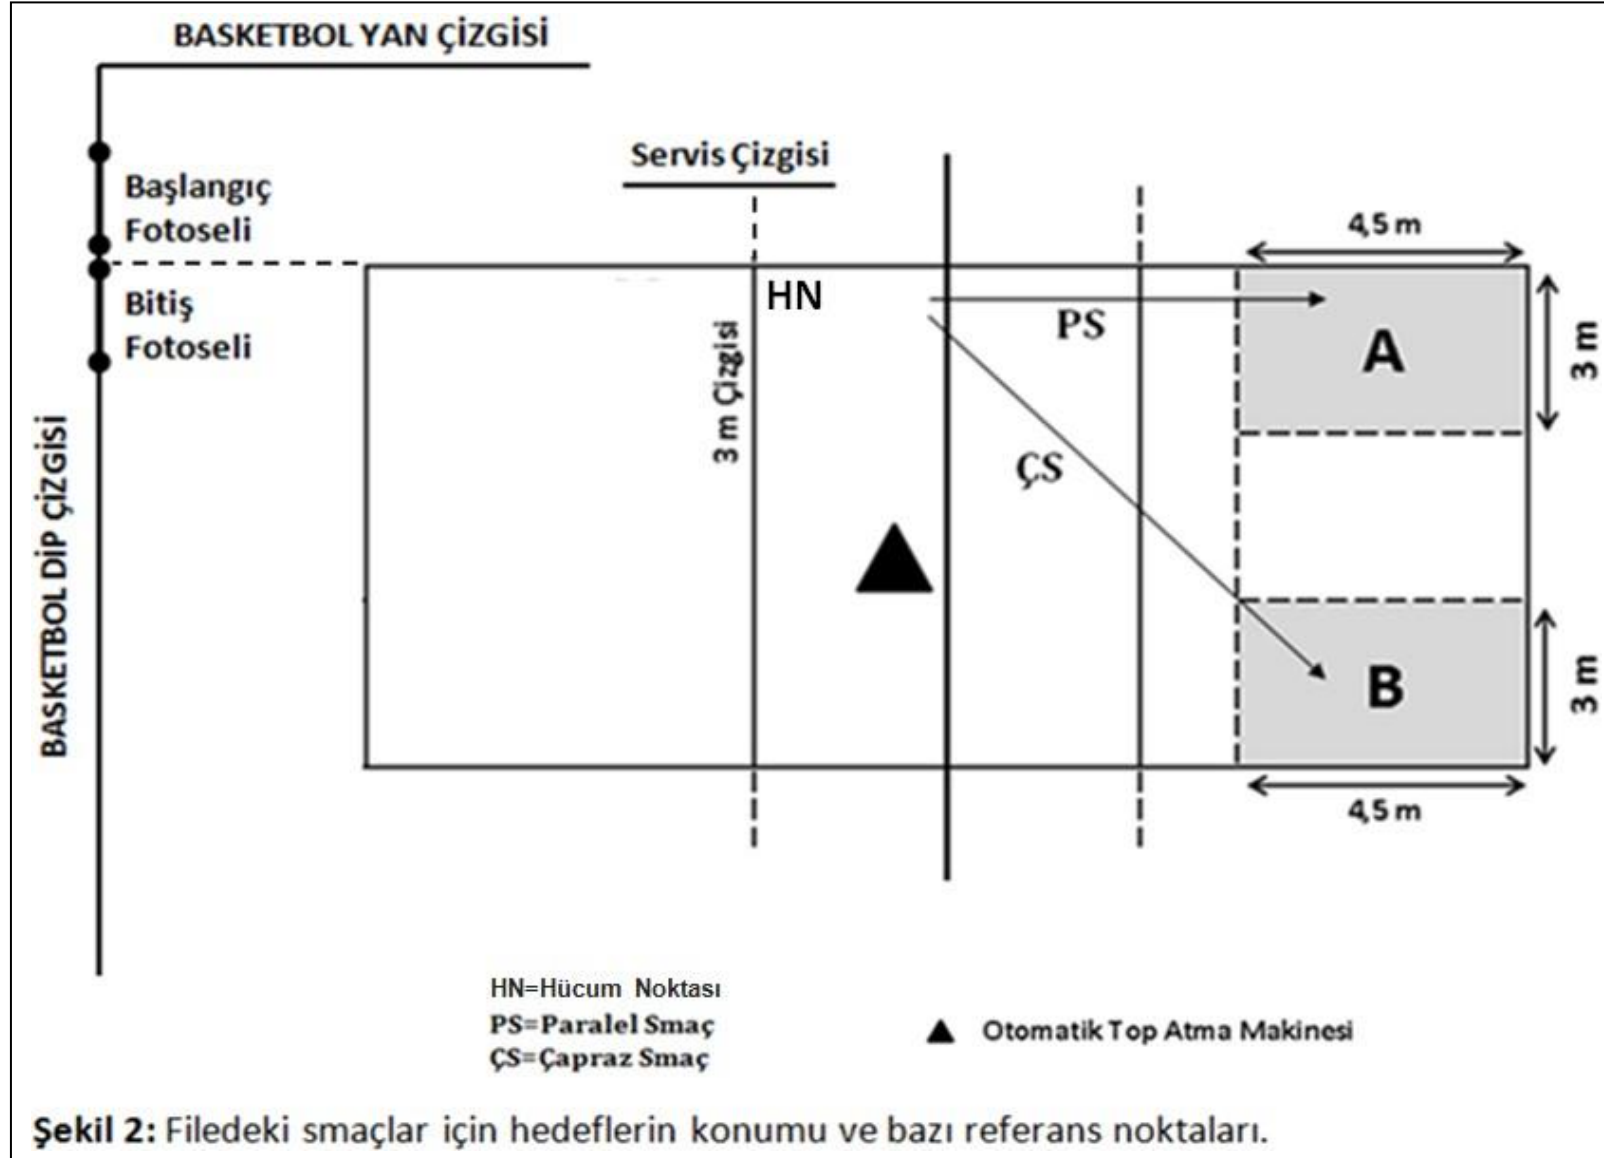 BASKETBOL YAN ÇİZGİSİ
Servis Çizgisi
Başlangıç
Fotoseli
4,5 m
Bitiş
Fotoseli
HN
PS
A
3 m
3 m Çizgisi
ÇS
BASKETBOL DİP ÇİZGİSİ
B
3 m
4,5 m
HN=Hücum Noktası
PS=Paralel Smaç
ÇS=Çapraz Smaç
Otomatik Top Atma Makinesi
Şekil 2: Filedeki smaçlar için hedeflerin konumu ve bazı referans noktaları.